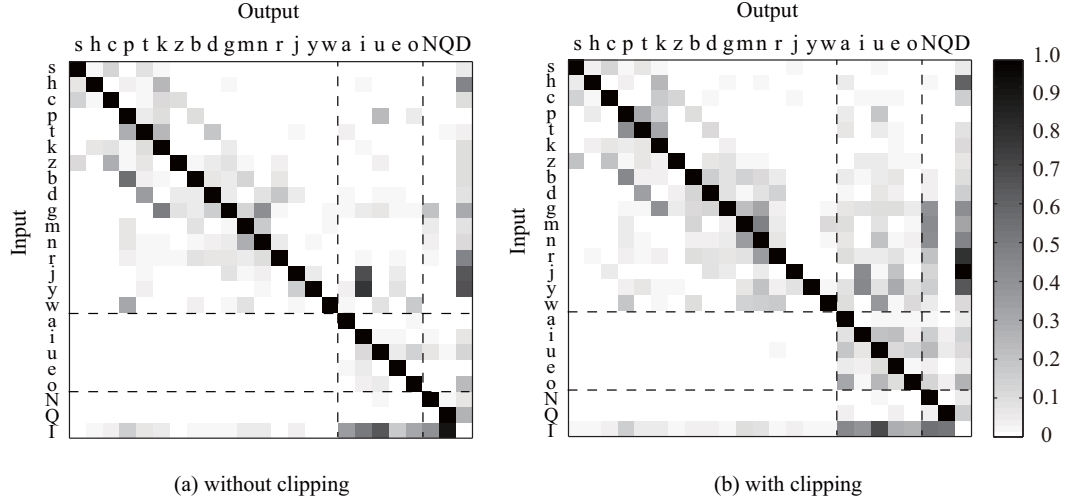 Output
s h c p t k z b d g m n r j y w a i u e o N Q D
Input
s
h
c
p
t
k
z
b
d
g
m
n
r
j
y
w
a
i
u
e
o
N
Q
I
(a) without clipping
Output
s h c p t k z b d g m n r j y w a i u e o N Q D
Input
s
h
c
p
t
k
z
b
d
g
m
n
r
j
y
w
a
i
u
e
o
N
Q
I
(b) with clipping
1.0
0.9
0.8
0.7
0.6
0.5
0.4
0.3
0.2
0.1
0